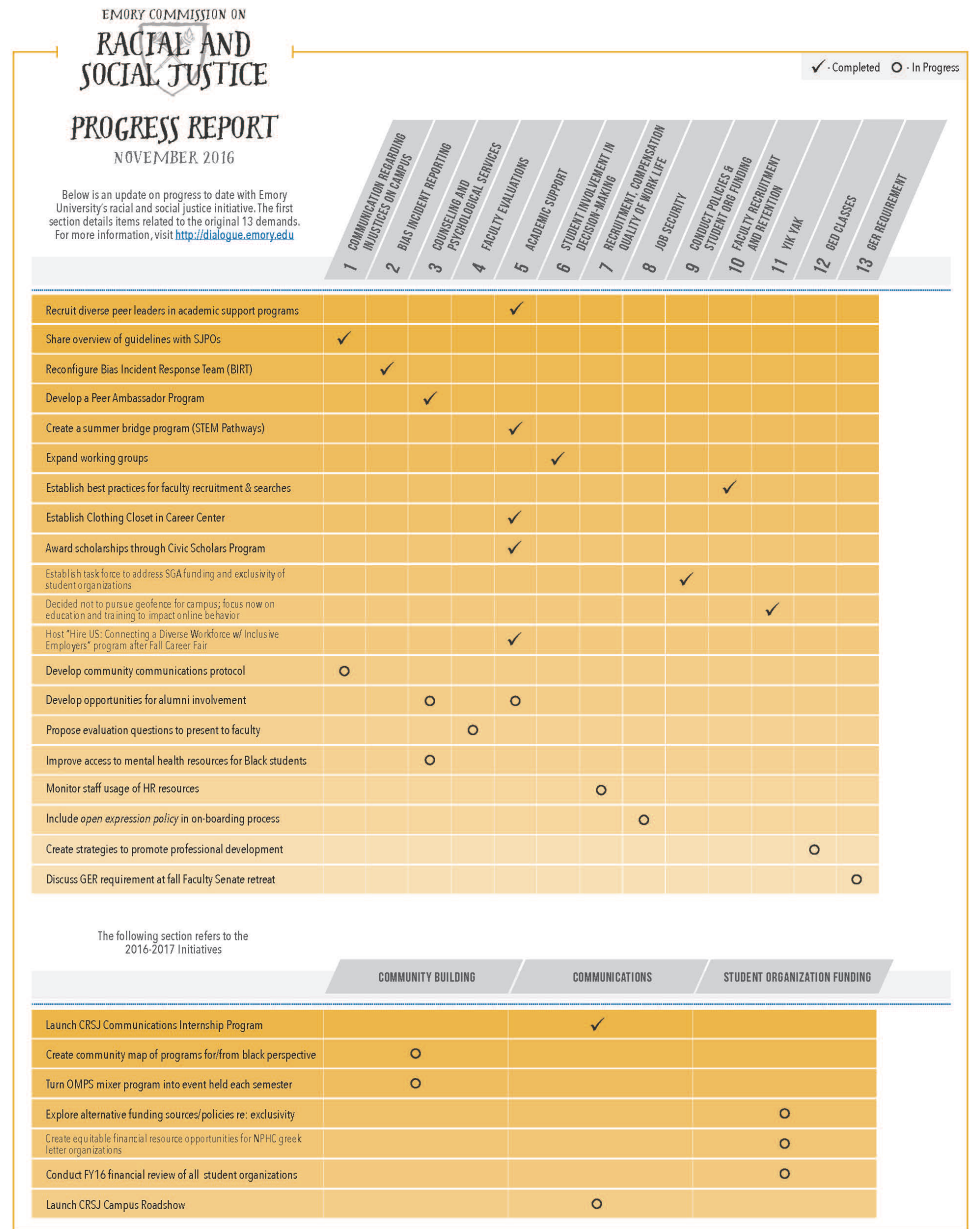 EMORY COMMISSION ON
RACIAL AND
SOCIAL JUSTICE
PROGRESS REPORT
NOVEMBER 2016
Below is an update on progress to date with Emory
University's racial and social justice initiative. The first
section details items related to the original 13 demands.
For more information, visit http://dialogue.emory.edu
✓ - Completed O - In Progress
1 COMMUNICATION REGARDING
INJUSTICES ON CAMPUS
2 BIAS INCIDENT REPORTING
3 COUNSELING AND
PSYCHOLOGICAL SERVICES
4 FACULTY EVALUATIONS
5 ACADEMIC SUPPORT
6 STUDENT INVOLVEMENT IN
DECISION-MAKING
7 RECRUITMENT, COMPENSATION
QUALITY OF WORK LIFE
8 JOB SECURITY
9 CONDUCT POLICIES &
STUDENT ORG FUNDING
10 FACULTY RECRUITMENT
AND RETENTION
11 YIK YAK
12 GED CLASSES
13 GER REQUIREMENT
Recruit diverse peer leaders in academic support programs ✓
Share overview of guidelines with SJPOs ✓
Reconfigure Bias Incident Response Team (BIRT) ✓
Develop a Peer Ambassador Program ✓
Create a summer bridge program (STEM Pathways) ✓
Expand working groups ✓
Establish best practices for faculty recruitment & searches ✓
Establish Clothing Closet in Career Center ✓
Award scholarships through Civic Scholars Program ✓
Establish task force to address SGA funding and exclusivity of
student organizations ✓
Decided not to pursue geofence for campus; focus now on
education and training to impact online behavior ✓
Host "Hire US: Connecting a Diverse Workforce w/ Inclusive
Employers" program after Fall Career Fair ✓
Develop community communications protocol O
Develop opportunities for alumni involvement O O
Propose evaluation questions to present to faculty O
Improve access to mental health resources for Black students O
Monitor staff usage of HR resources O
Include open expression policy in on-boarding process O
Create strategies to promote professional development O
Discuss GER requirement at fall Faculty Senate retreat O
The following section refers to the
2016-2017 Initiatives
COMMUNITY BUILDING COMMUNICATIONS STUDENT ORGANIZATION FUNDING
Launch CRSJ Communications Internship Program ✓
Create community map of programs for/from black perspective O
Turn OMPS mixer program into event held each semester O
Explore alternative funding sources/policies re: exclusivity O
Create equitable financial resource opportunities for NPHC greek
letter organizations O
Conduct FY16 financial review of all student organizations O
Launch CRSJ Campus Roadshow O